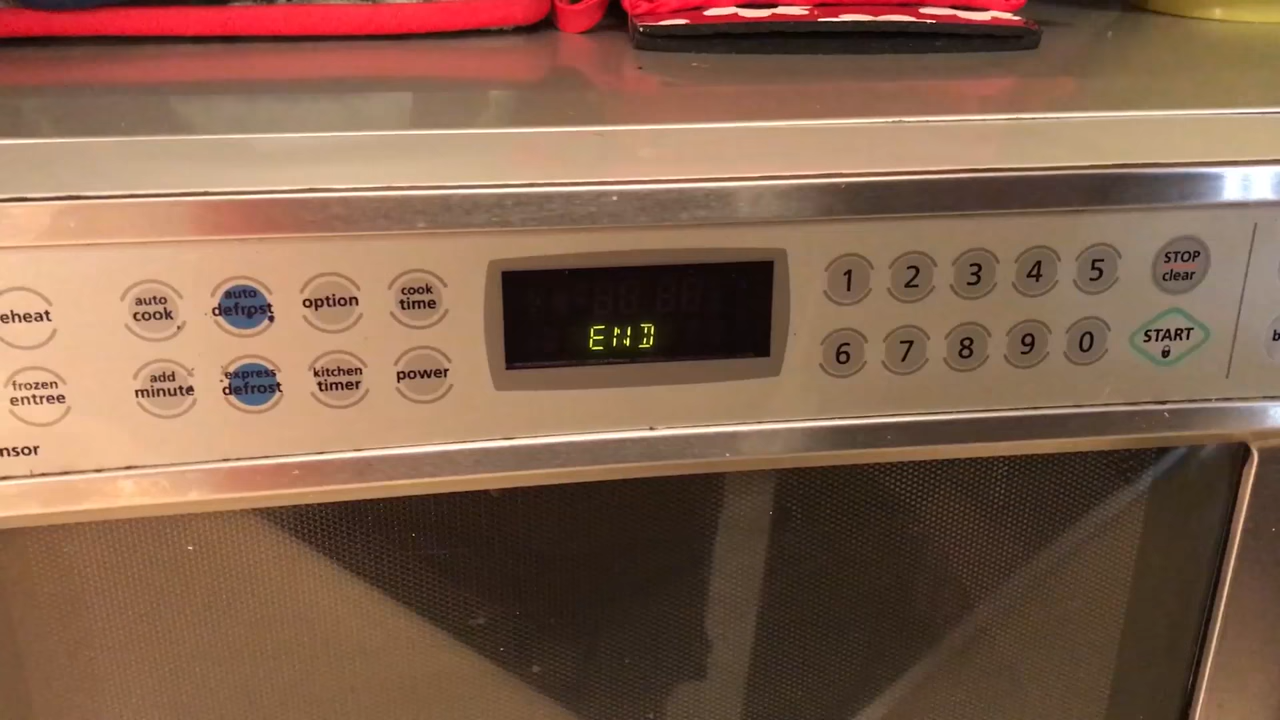 eheat
auto
cook
auto
defrost
option
cook
time
END
1 2 3 4 5
STOP
clear
frozen
entree
add
minute
express
defrost
kitchen
timer
power
6 7 8 9 0
START
b
nsor